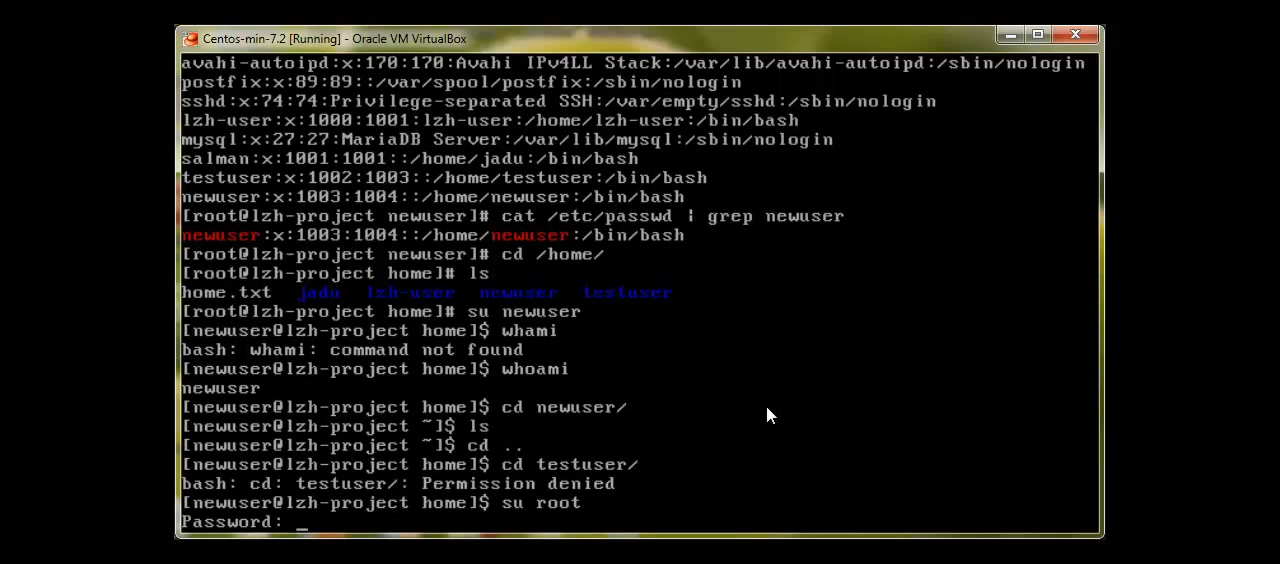 Centos-min-7.2 [Running] - Oracle VM VirtualBox
avahi-autoipd:x:170:170:Avahi IPv4LL Stack:/var/lib/avahi-autoipd:/sbin/nologin
postfix:x:89:89::/var/spool/postfix:/sbin/nologin
sshd:x:74:74:Privilege-separated SSH:/var/empty/sshd:/sbin/nologin
lzh-user:x:1000:1001:lzh-user:/home/lzh-user:/bin/bash
mysql:x:27:27:MariaDB Server:/var/lib/mysql:/sbin/nologin
salman:x:1001:1001::/home/jadu:/bin/bash
testuser:x:1002:1003::/home/testuser:/bin/bash
newuser:x:1003:1004::/home/newuser:/bin/bash
[root@lzh-project newuser]# cat /etc/passwd | grep newuser
newuser:x:1003:1004::/home/newuser:/bin/bash
[root@lzh-project newuser]# cd /home/
[root@lzh-project home]# ls
home.txt jadu lzh-user newuser testuser
[root@lzh-project home]# su newuser
[newuser@lzh-project home]$ whami
bash: whami: command not found
[newuser@lzh-project home]$ whoami
newuser
[newuser@lzh-project home]$ cd newuser/
[newuser@lzh-project ~]$ ls
[newuser@lzh-project ~]$ cd ..
[newuser@lzh-project home]$ cd testuser/
bash: cd: testuser/: Permission denied
[newuser@lzh-project home]$ su root
Password: _